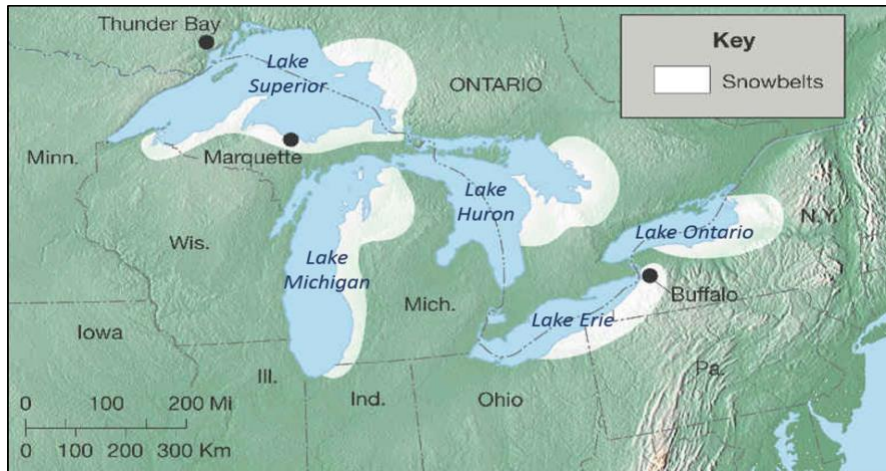 Thunder Bay
Key
Snowbelts
Lake
Superior
ONTARIO
Minn.
Marquette
Lake
Huron
Wis.
Lake
Michigan
Lake Ontario
N.Y.
Mich.
Buffalo
Iowa
Lake Erie
Pa.
Ill.
Ind.
Ohio
0 100 200 Mi
0 100 200 300 Km